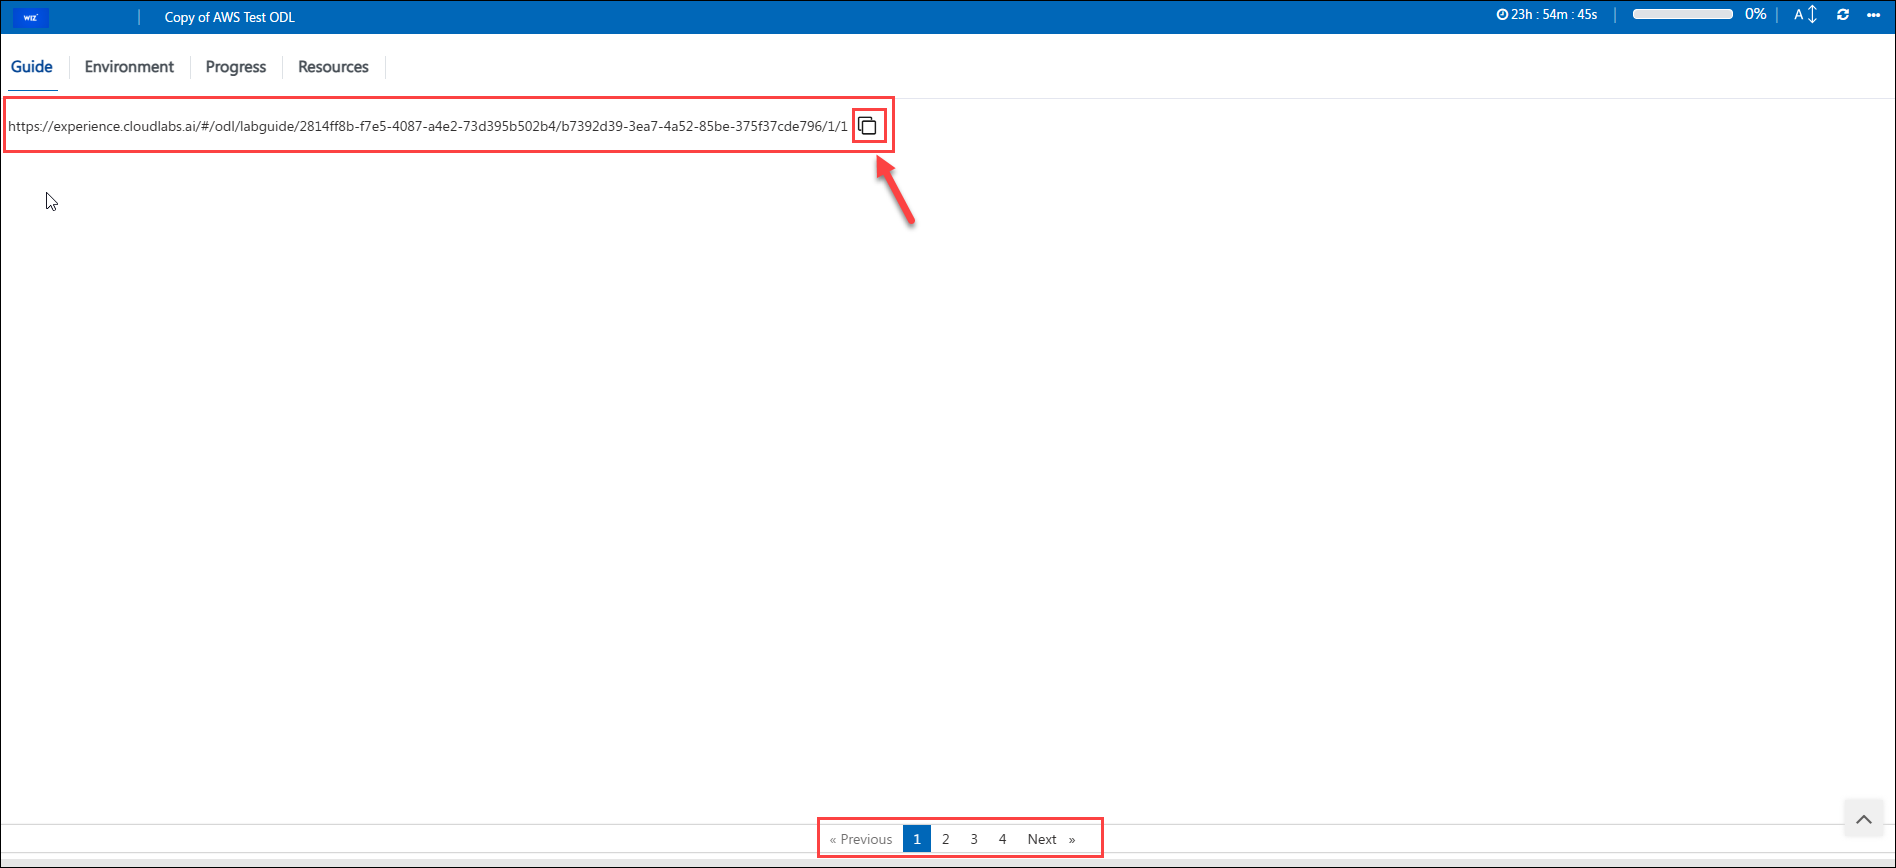 WIZ Copy of AWS Test ODL 23h : 54m : 45s 0% A
Guide Environment Progress Resources
https://experience.cloudlabs.ai/#/odl/labguide/2814ff8b-f7e5-4087-a4e2-73d395b502b4/b7392d39-3ea7-4a52-85be-375f37cde796/1/1
« Previous 1 2 3 4 Next »